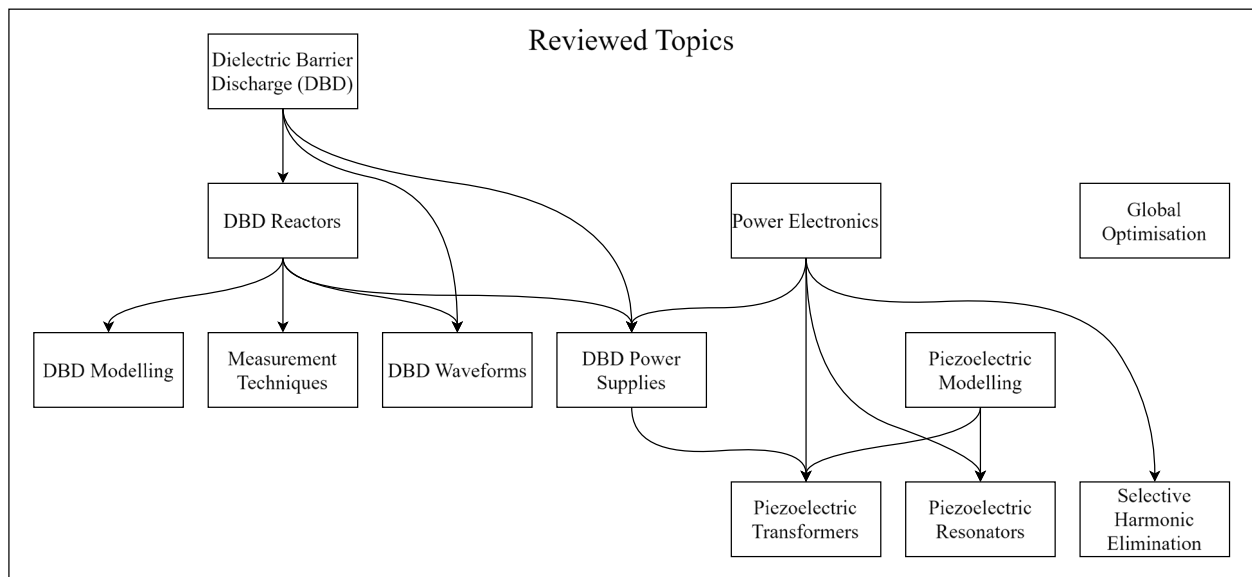 Reviewed Topics
Dielectric Barrier
Discharge (DBD)
DBD Reactors
Power Electronics
Global
Optimisation
DBD Modelling
Measurement
Techniques
DBD Waveforms
DBD Power
Supplies
Piezoelectric
Modelling
Piezoelectric
Transformers
Piezoelectric
Resonators
Selective
Harmonic
Elimination